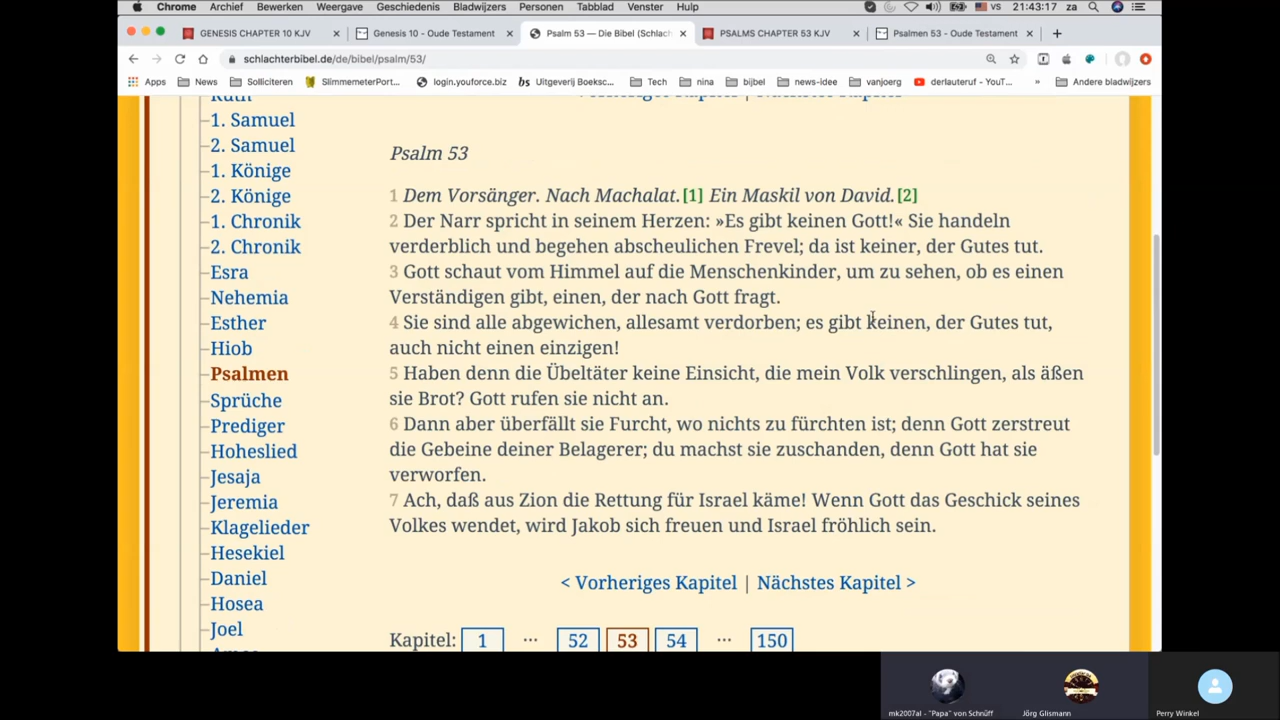 Chrome Archief Bewerken Weergave Geschiedenis Bladwijzers Personen Tabblad Venster Help VS 21:43:17 za
GENESIS CHAPTER 10 KJV × Genesis 10 - Oude Testament × Psalm 53 — Die Bibel (Schlac × PSALMS CHAPTER 53 KJV × Psalmen 53 - Oude Testament × +
schlachterbibel.de/de/bibel/psalm/53/
Apps News Solliciteren SlimmemeterPort... login.youforce.biz bs Uitgeverij Boeksc... Tech nina bijbel news-idee vanjoerg derlauteruf - YouT... » Andere bladwijzers
Ruth
1. Samuel
2. Samuel
1. Könige
2. Könige
1. Chronik
2. Chronik
Esra
Nehemia
Esther
Hiob
Psalmen
Sprüche
Prediger
Hoheslied
Jesaja
Jeremia
Klagelieder
Hesekiel
Daniel
Hosea
Joel
Psalm 53
1 Dem Vorsänger. Nach Machalat.[1] Ein Maskil von David.[2]
2 Der Narr spricht in seinem Herzen: »Es gibt keinen Gott!« Sie handeln
verderblich und begehen abscheulichen Frevel; da ist keiner, der Gutes tut.
3 Gott schaut vom Himmel auf die Menschenkinder, um zu sehen, ob es einen
Verständigen gibt, einen, der nach Gott fragt.
4 Sie sind alle abgewichen, allesamt verdorben; es gibt keinen, der Gutes tut,
auch nicht einen einzigen!
5 Haben denn die Übeltäter keine Einsicht, die mein Volk verschlingen, als äßen
sie Brot? Gott rufen sie nicht an.
6 Dann aber überfällt sie Furcht, wo nichts zu fürchten ist; denn Gott zerstreut
die Gebeine deiner Belagerer; du machst sie zuschanden, denn Gott hat sie
verworfen.
7 Ach, daß aus Zion die Rettung für Israel käme! Wenn Gott das Geschick seines
Volkes wendet, wird Jakob sich freuen und Israel fröhlich sein.
< Vorheriges Kapitel | Nächstes Kapitel >
Kapitel: 1 ... 52 53 54 ... 150
mk2007al - "Papa" von Schnüff Jörg Glismann Perry Winkel